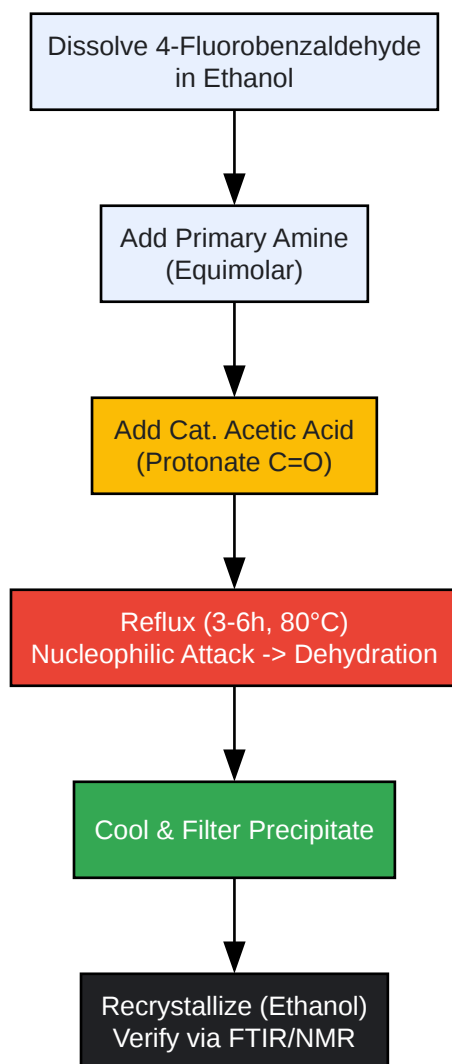 Dissolve 4-Fluorobenzaldehyde
in Ethanol
Add Primary Amine
(Equimolar)
Add Cat. Acetic Acid
(Protonate C=O)
Reflux (3-6h, 80°C)
Nucleophilic Attack -> Dehydration
Cool & Filter Precipitate
Recrystallize (Ethanol)
Verify via FTIR/NMR